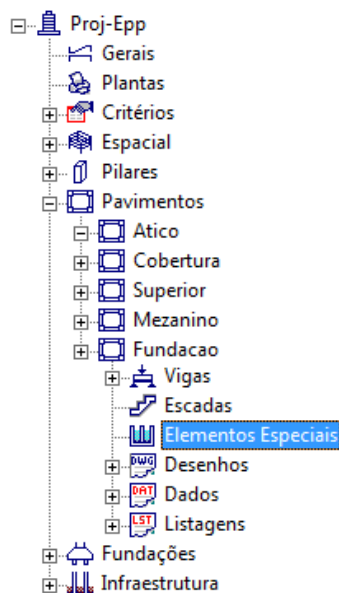 Proj-Epp
Gerais
Plantas
Critérios
Espacial
Pilares
Pavimentos
Atico
Cobertura
Superior
Mezanino
Fundacao
Vigas
Escadas
Elementos Especiais
DWG Desenhos
DAT Dados
LST Listagens
Fundações
Infraestrutura